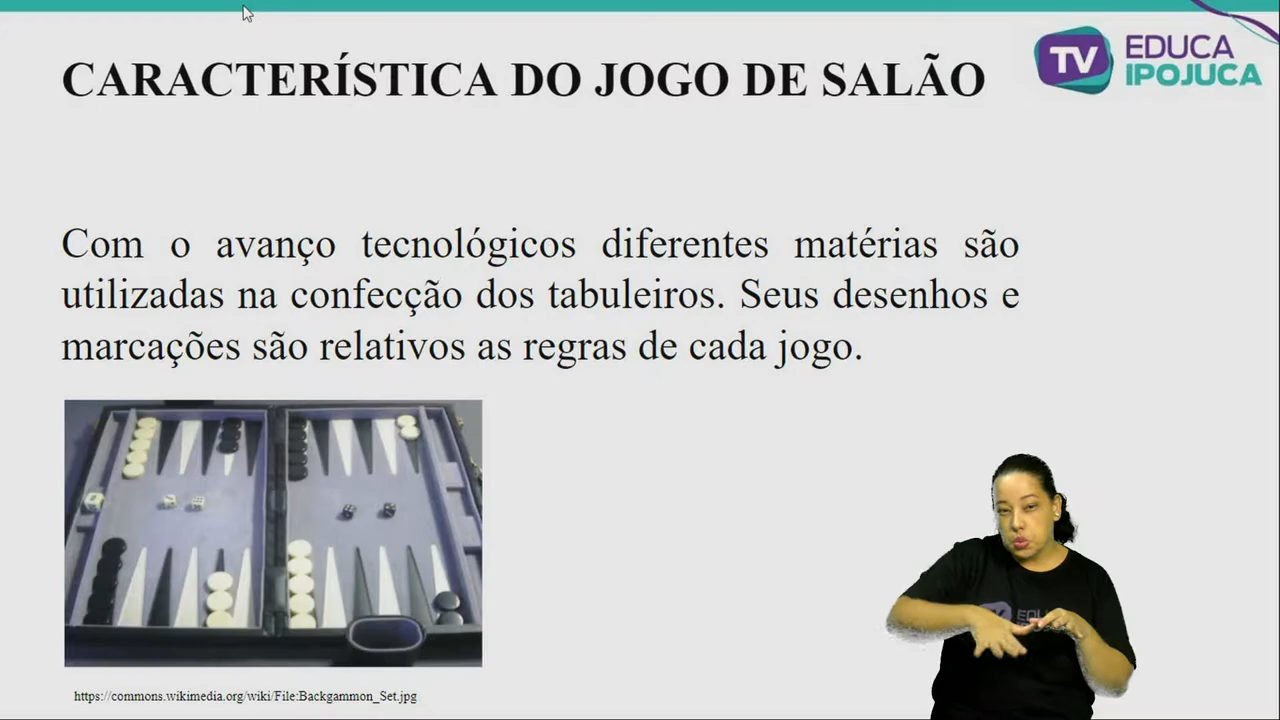 CARACTERÍSTICA DO JOGO DE SALÃO
TV EDUCA
IPOJUCA
Com o avanço tecnológicos diferentes matérias são
utilizadas na confecção dos tabuleiros. Seus desenhos e
marcações são relativos as regras de cada jogo.
https://commons.wikimedia.org/wiki/File:Backgammon_Set.jpg